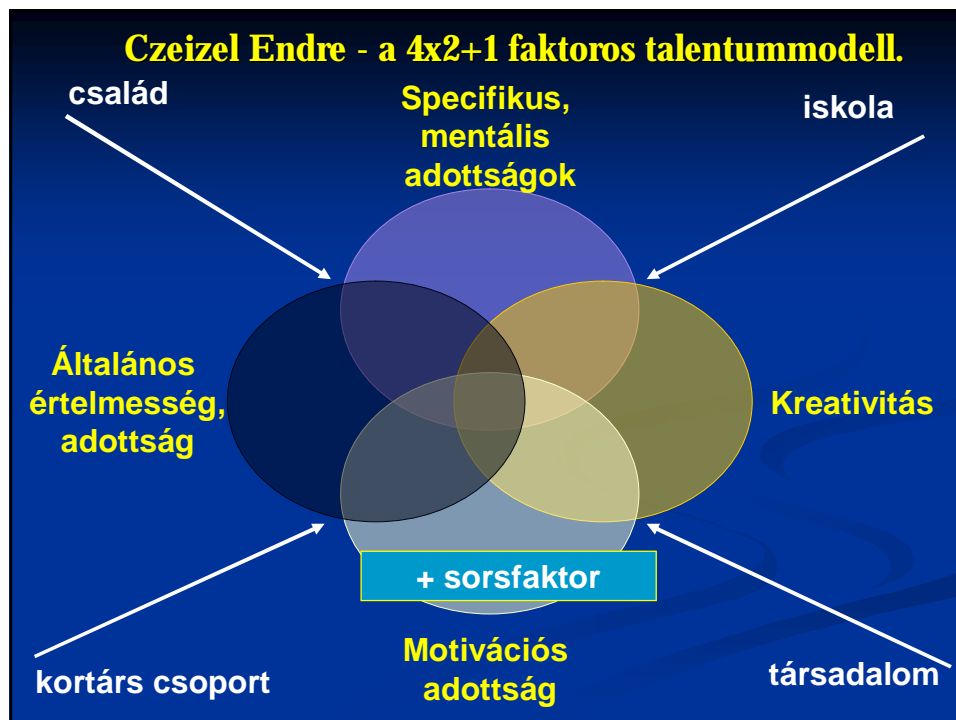 Czeizel Endre - a 4x2+1 faktoros talentummodell.
család
Specifikus,
mentális
adottságok
iskola
Általános
értelmesség,
adottság
Kreativitás
+ sorsfaktor
Motivációs
adottság
kortárs csoport
társadalom